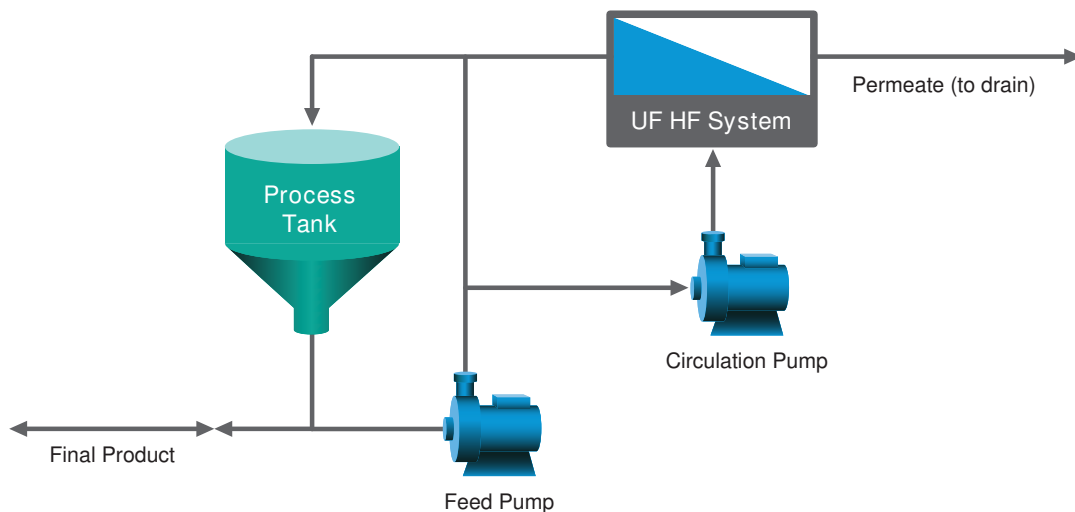 Permeate (to drain)
UF HF System
Process
Tank
Circulation Pump
Final Product
Feed Pump